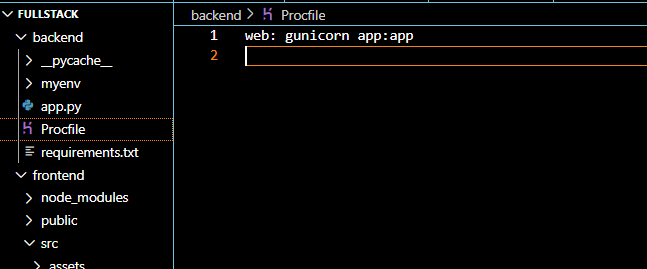 FULLSTACK
backend
__pycache__
myenv
app.py
Procfile
requirements.txt
frontend
node_modules
public
src
assets
backend > Procfile
1 web: gunicorn app:app
2